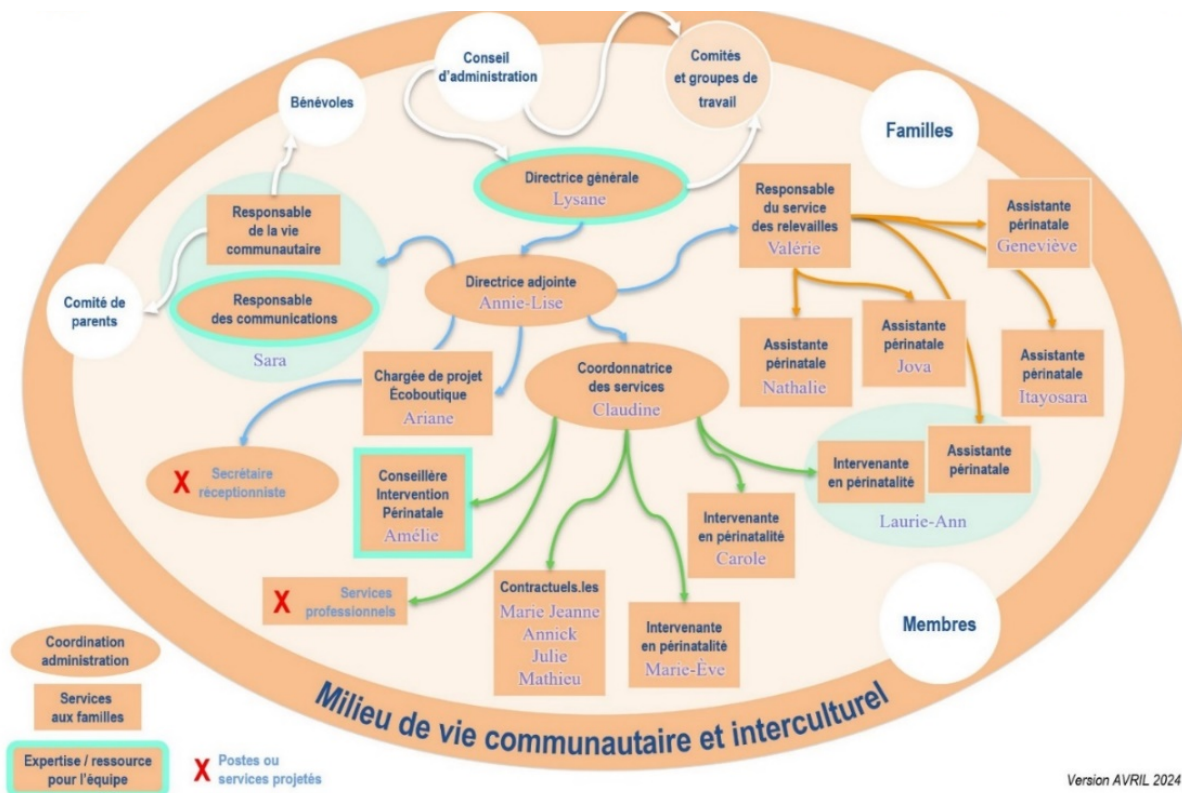 Conseil
d'administration
Comités
et groupes de
travail
Bénévoles
Familles
Directrice générale
Lysane
Responsable
de la vie
communautaire
Responsable
du service
des relevailles
Valérie
Assistante
périnatale
Geneviève
Comité de
parents
Responsable
des communications
Sara
Directrice adjointe
Annie-Lise
Assistante
périnatale
Nathalie
Assistante
périnatale
Jova
Assistante
périnatale
Itayosara
Chargée de projet
Écoboutique
Ariane
Coordonnatrice
des services
Claudine
X Secrétaire
réceptionniste
Conseillère
Intervention
Périnatale
Amélie
Intervenante
en périnatalité
Assistante
périnatale
Laurie-Ann
Intervenante
en périnatalité
Carole
X Services
professionnels
Contractuels.les
Marie Jeanne
Annick
Julie
Mathieu
Intervenante
en périnatalité
Marie-Ève
Membres
Coordination
administration
Services
aux familles
Expertise / ressource
pour l'équipe
X Postes ou
services projetés
Milieu de vie communautaire et interculturel
Version AVRIL 2024